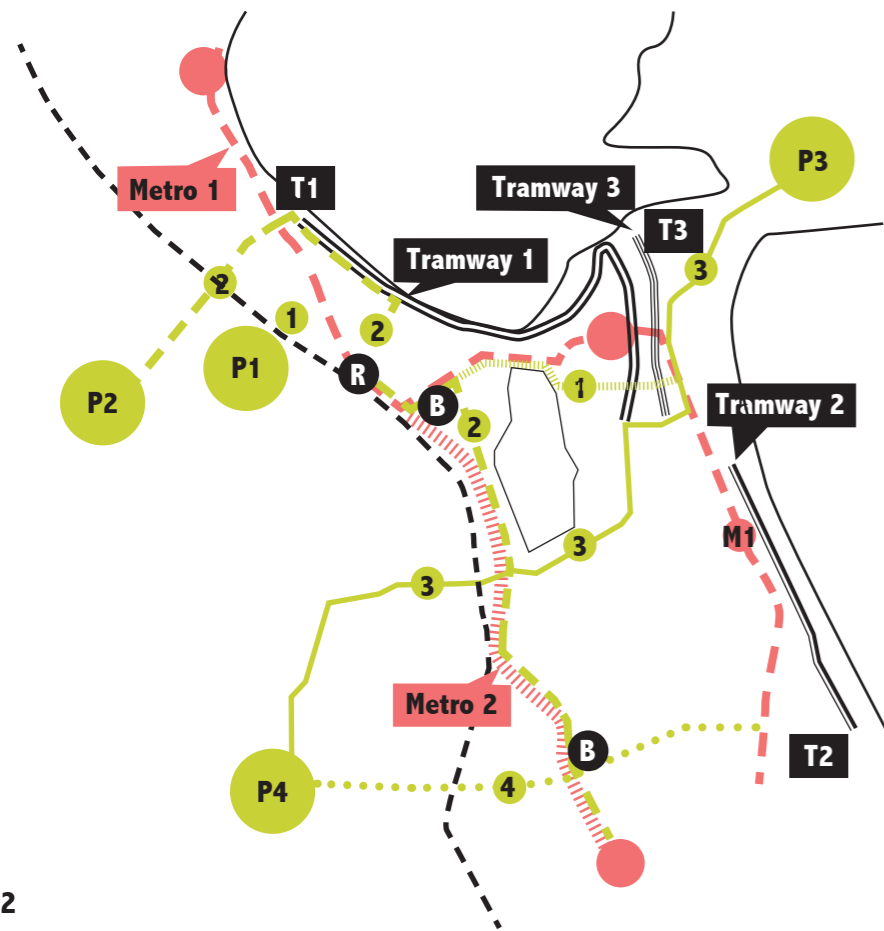 P3
Metro 1
T1
Tramway 3
T3
Tramway 1
3
2
1
2
P1
R
P2
B
1
2
Tramway 2
M1
3
3
Metro 2
B
T2
P4
4
2